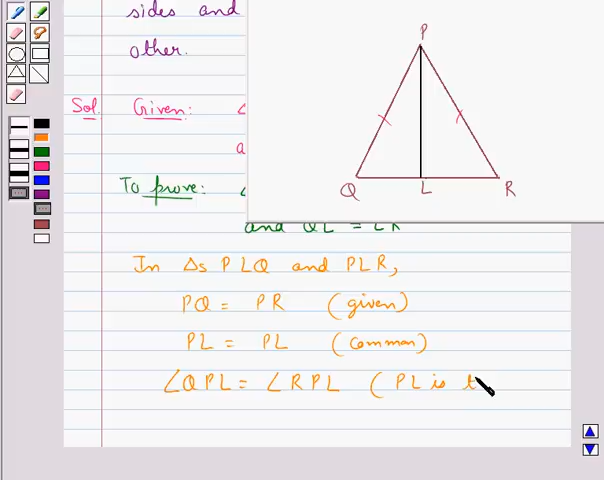 sides and
other.
P
Sol. Given: ∠
a
To prove: ∠
Q L R
and QL = LR
In Δs PLQ and PLR,
PQ = PR (given)
PL = PL (common)
∠QPL = ∠RPL (PL is t